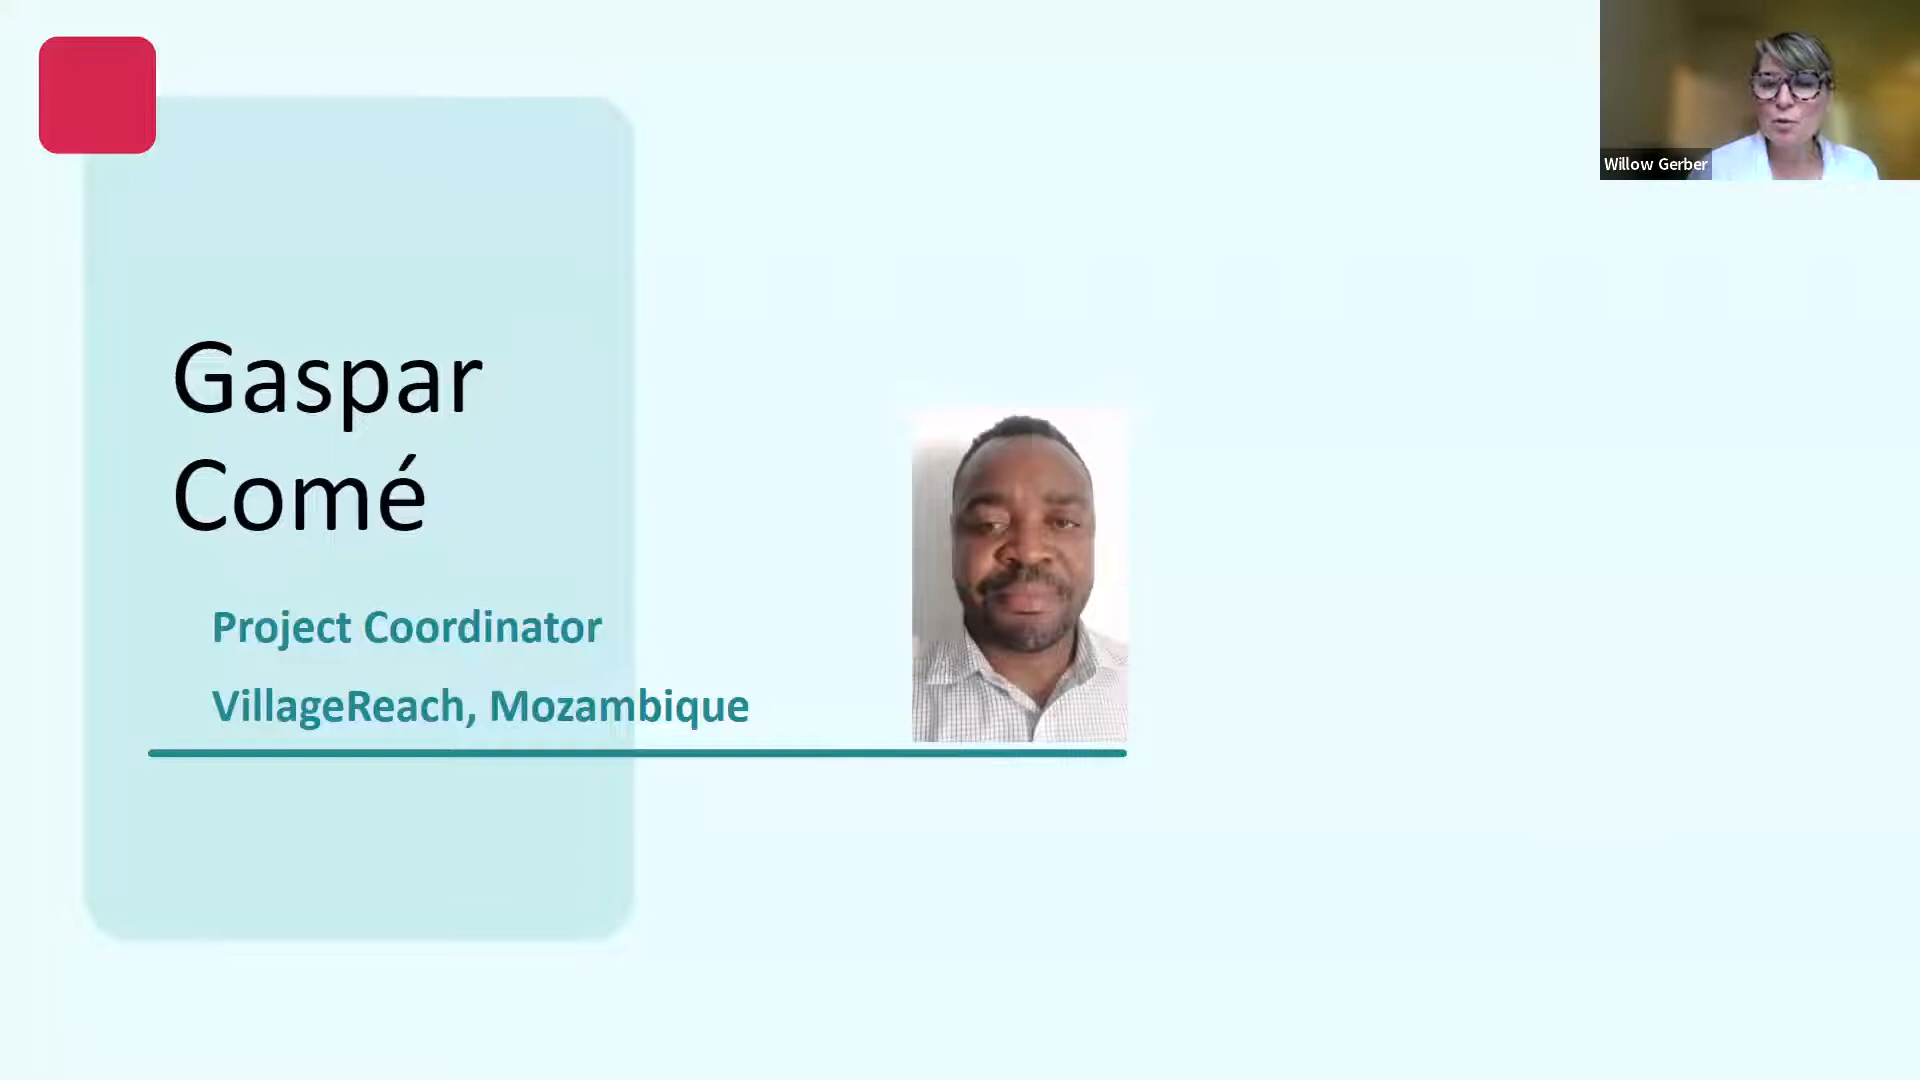 Willow Gerber
Gaspar
Comé
Project Coordinator
VillageReach, Mozambique